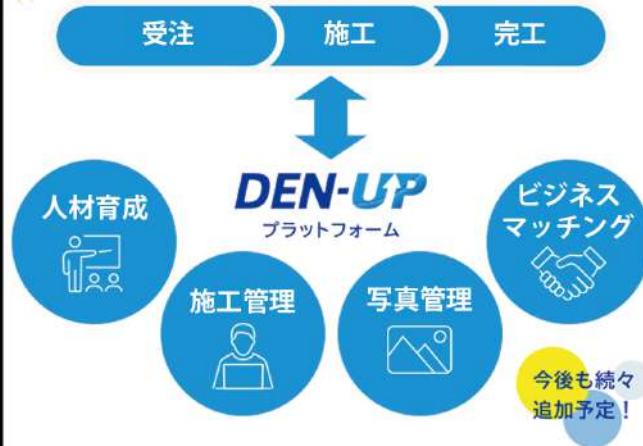 受注
施工
完工
DEN-UP
プラットフォーム
人材育成
施工管理
写真管理
ビジネス
マッチング
今後も続々
追加予定！